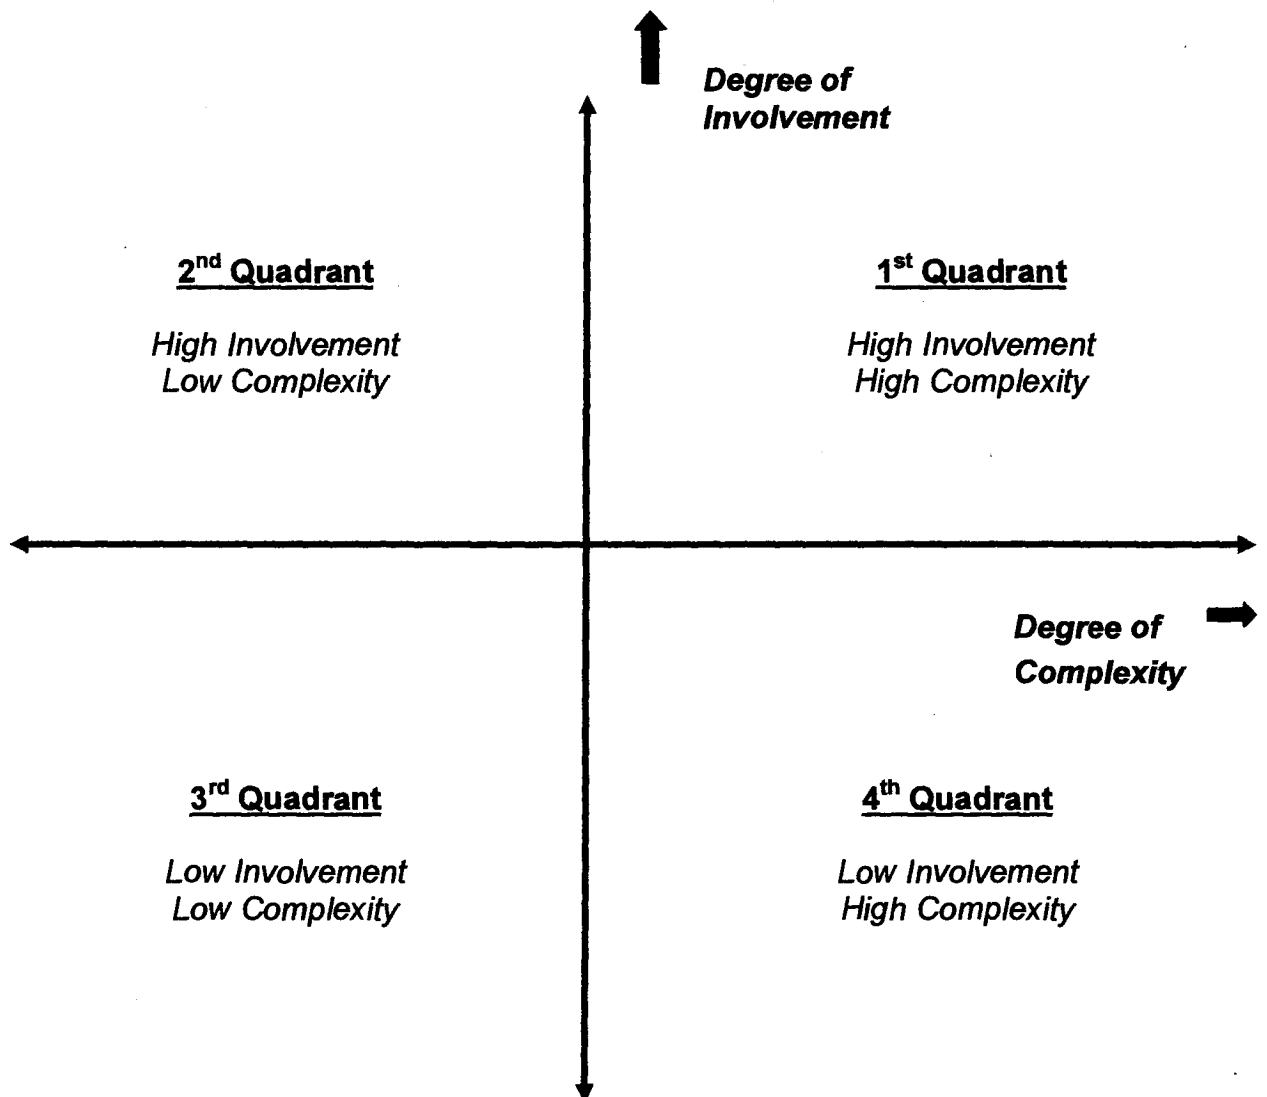 Degree of
Involvement
2nd Quadrant
High Involvement
Low Complexity
1st Quadrant
High Involvement
High Complexity
Degree of
Complexity
3rd Quadrant
Low Involvement
Low Complexity
4th Quadrant
Low Involvement
High Complexity